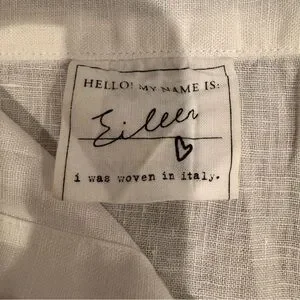 HELLO! MY NAME IS:
Eileen
i was woven in italy.